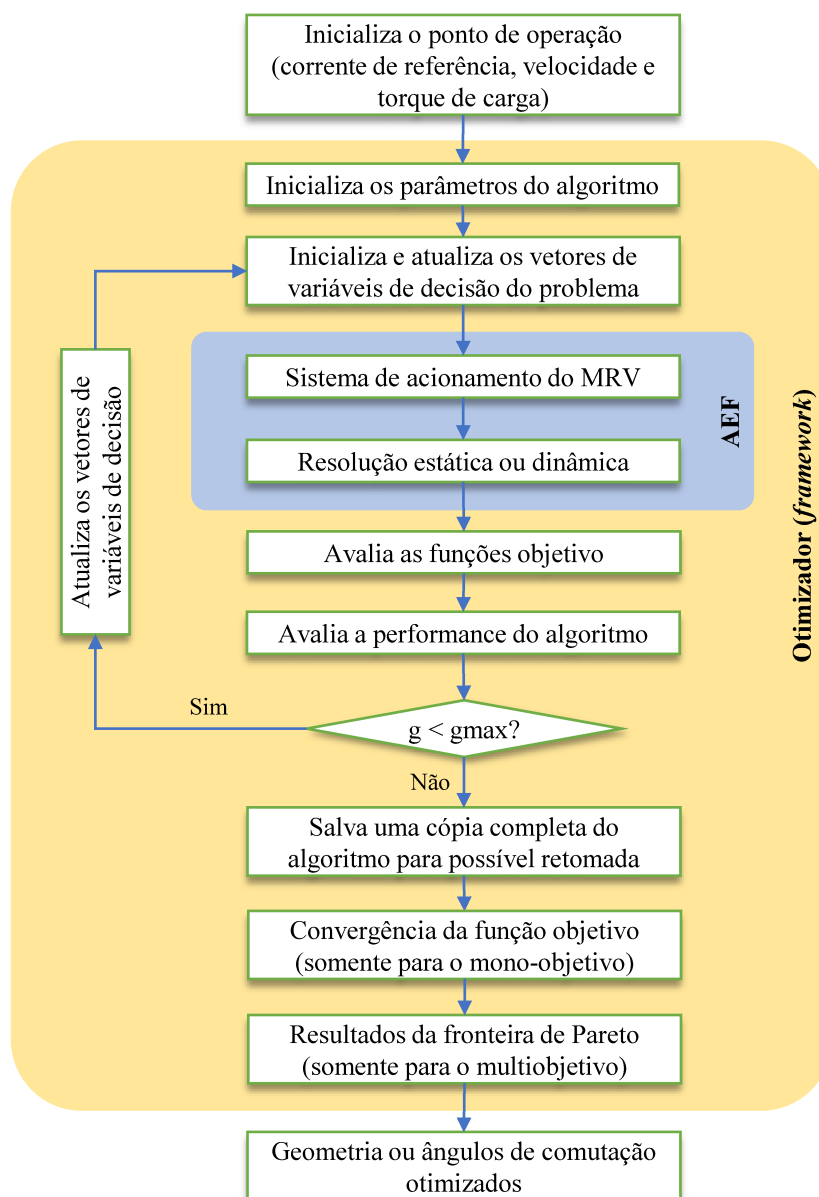 Inicializa o ponto de operação
(corrente de referência, velocidade e
torque de carga)
Inicializa os parâmetros do algoritmo
Inicializa e atualiza os vetores de
variáveis de decisão do problema
Sistema de acionamento do MRV
Resolução estática ou dinâmica
AEF
Otimizador (framework)
Atualiza os vetores de
variáveis de decisão
Avalia as funções objetivo
Avalia a performance do algoritmo
Sim
g < gmax?
Não
Salva uma cópia completa do
algoritmo para possível retomada
Convergência da função objetivo
(somente para o mono-objetivo)
Resultados da fronteira de Pareto
(somente para o multiobjetivo)
Geometria ou ângulos de comutação
otimizados